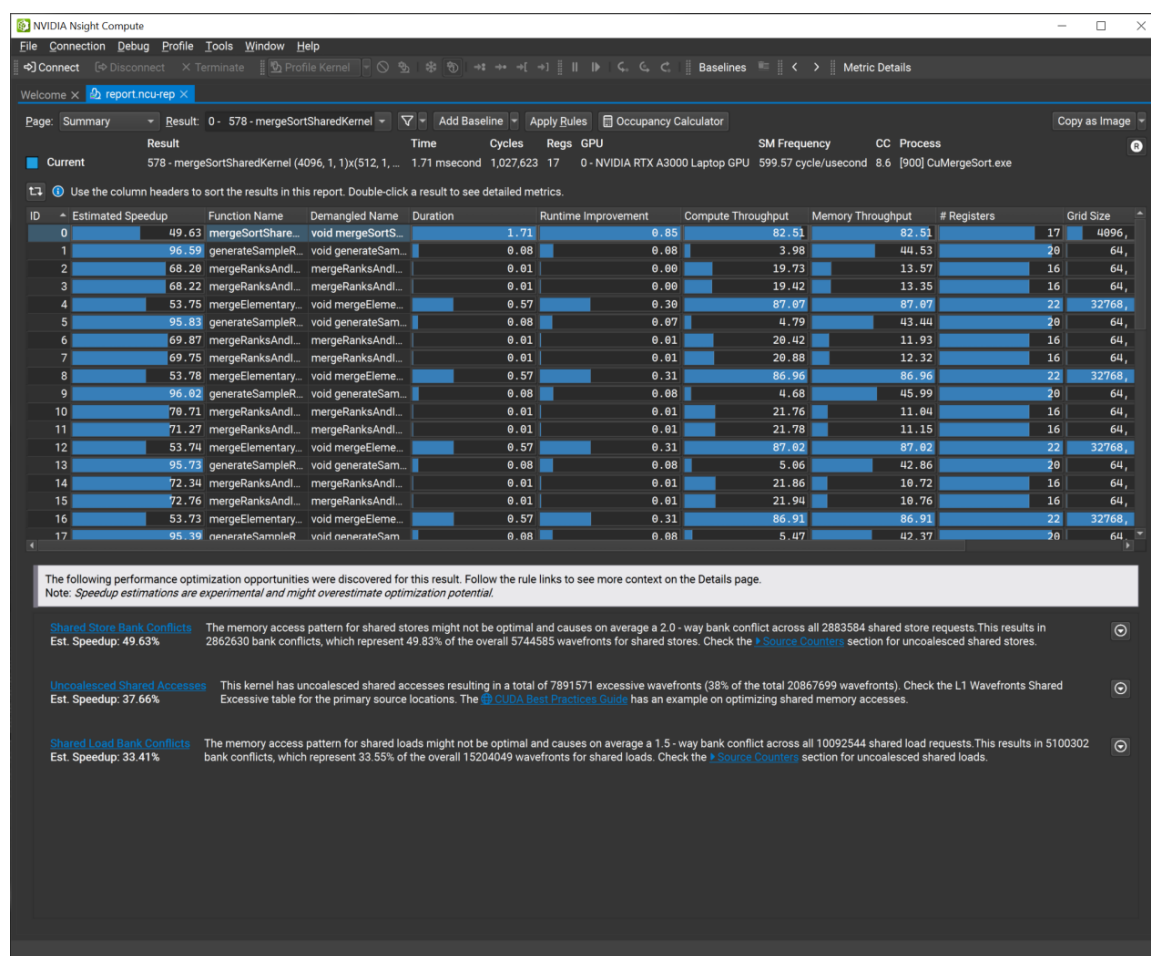 NVIDIA Nsight Compute
File Connection Debug Profile Tools Window Help
Connect Disconnect Terminate Profile Kernel Baselines Metric Details
Welcome report.ncu-rep
Page: Summary Result: 0 - 578 - mergeSortSharedKernel Add Baseline Apply Rules Occupancy Calculator Copy as Image
Result Time Cycles Regs GPU SM Frequency CC Process
Current 578 - mergeSortSharedKernel (4096, 1, 1)x(512, 1, ... 1.71 msecond 1,027,623 17 0 - NVIDIA RTX A3000 Laptop GPU 599.57 cycle/usecond 8.6 [900] CuMergeSort.exe
Use the column headers to sort the results in this report. Double-click a result to see detailed metrics.
ID Estimated Speedup Function Name Demangled Name Duration Runtime Improvement Compute Throughput Memory Throughput # Registers Grid Size
0 49.63 mergeSortShare... void mergeSortS... 1.71 0.85 82.51 82.51 17 4096,
1 96.59 generateSampleR... void generateSam... 0.08 0.08 3.98 44.53 20 64,
2 68.20 mergeRanksAndI... mergeRanksAndI... 0.01 0.00 19.73 13.57 16 64,
3 68.22 mergeRanksAndI... mergeRanksAndI... 0.01 0.00 19.42 13.35 16 64,
4 53.75 mergeElementary... void mergeEleme... 0.57 0.30 87.07 87.07 22 32768,
5 95.83 generateSampleR... void generateSam... 0.08 0.07 4.79 43.44 20 64,
6 69.87 mergeRanksAndI... mergeRanksAndI... 0.01 0.01 20.42 11.93 16 64,
7 69.75 mergeRanksAndI... mergeRanksAndI... 0.01 0.01 20.88 12.32 16 64,
8 53.78 mergeElementary... void mergeEleme... 0.57 0.31 86.96 86.96 22 32768,
9 96.02 generateSampleR... void generateSam... 0.08 0.08 4.68 45.99 20 64,
10 70.71 mergeRanksAndI... mergeRanksAndI... 0.01 0.01 21.76 11.04 16 64,
11 71.27 mergeRanksAndI... mergeRanksAndI... 0.01 0.01 21.78 11.15 16 64,
12 53.74 mergeElementary... void mergeEleme... 0.57 0.31 87.02 87.02 22 32768,
13 95.73 generateSampleR... void generateSam... 0.08 0.08 5.06 42.86 20 64,
14 72.34 mergeRanksAndI... mergeRanksAndI... 0.01 0.01 21.86 10.72 16 64,
15 72.76 mergeRanksAndI... mergeRanksAndI... 0.01 0.01 21.94 10.76 16 64,
16 53.73 mergeElementary... void mergeEleme... 0.57 0.31 86.91 86.91 22 32768,
17 95.39 generateSampleR void generateSam 0.08 0.08 5.47 42.37 20 64,
The following performance optimization opportunities were discovered for this result. Follow the rule links to see more context on the Details page.
Note: Speedup estimations are experimental and might overestimate optimization potential.
Shared Store Bank Conflicts The memory access pattern for shared stores might not be optimal and causes on average a 2.0 - way bank conflict across all 2883584 shared store requests.This results in
Est. Speedup: 49.63% 2862630 bank conflicts, which represent 49.83% of the overall 5744585 wavefronts for shared stores. Check the Source Counters section for uncoalesced shared stores.
Uncoalesced Shared Accesses This kernel has uncoalesced shared accesses resulting in a total of 7891571 excessive wavefronts (38% of the total 20867699 wavefronts). Check the L1 Wavefronts Shared
Est. Speedup: 37.66% Excessive table for the primary source locations. The CUDA Best Practices Guide has an example on optimizing shared memory accesses.
Shared Load Bank Conflicts The memory access pattern for shared loads might not be optimal and causes on average a 1.5 - way bank conflict across all 10092544 shared load requests.This results in 5100302
Est. Speedup: 33.41% bank conflicts, which represent 33.55% of the overall 15204049 wavefronts for shared loads. Check the Source Counters section for uncoalesced shared loads.